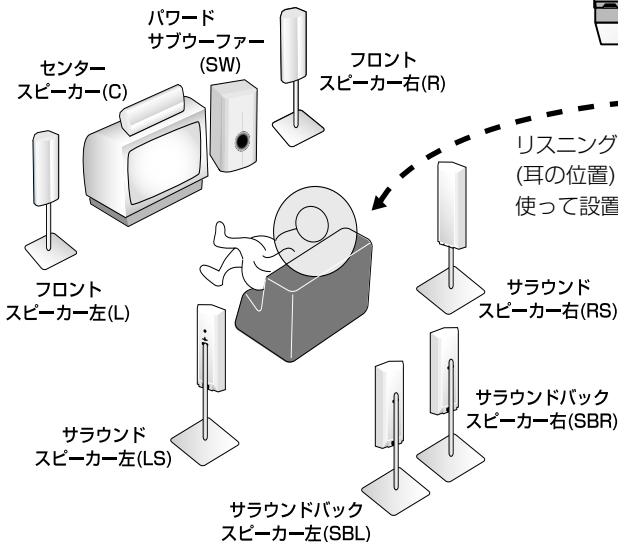 パワード
サブウーファー
(SW)
センター
スピーカー(C)
フロント
スピーカー右(R)
リスニング
(耳の位置)
使って設置
フロント
スピーカー左(L)
サラウンド
スピーカー右(RS)
サラウンド
スピーカー左(LS)
サラウンドバック
スピーカー右(SBR)
サラウンドバック
スピーカー左(SBL)